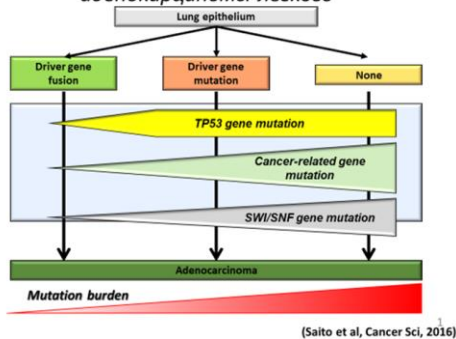 Lung epithelium
Driver gene
fusion
Driver gene
mutation
None
TP53 gene mutation
Cancer-related gene
mutation
SWI/SNF gene mutation
Adenocarcinoma
Mutation burden
1
(Saito et al, Cancer Sci, 2016)